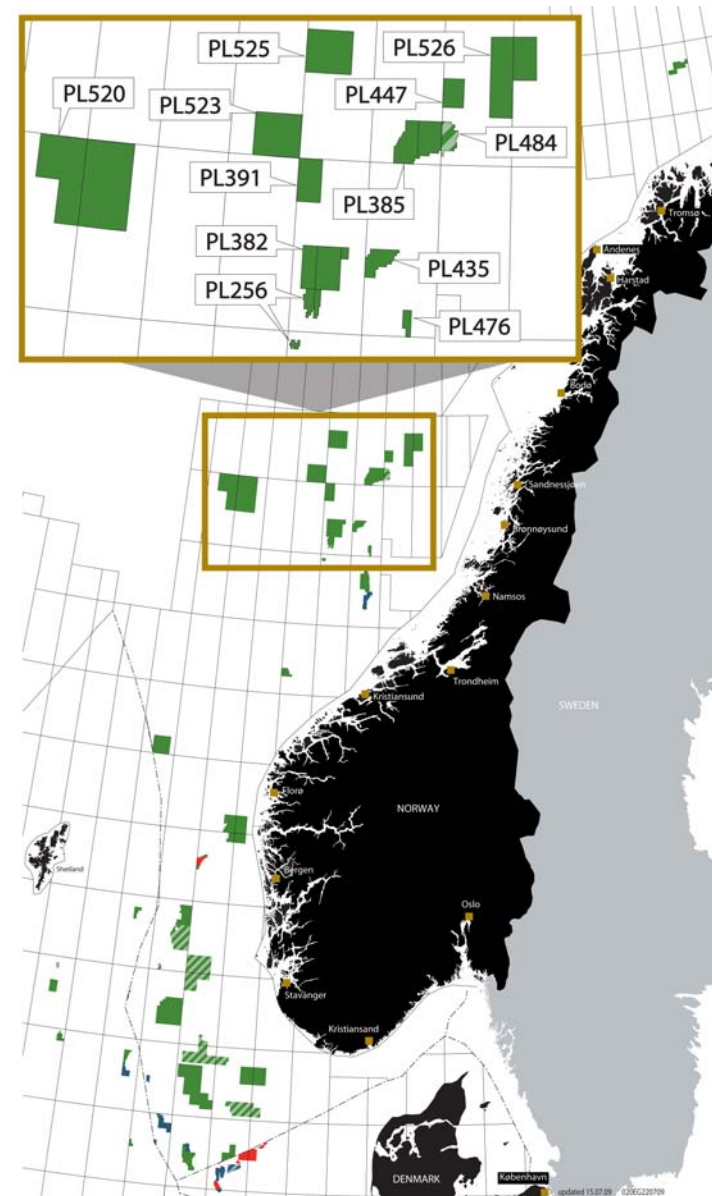 PL525
PL526
PL520
PL523
PL447
PL484
PL391
PL385
PL382
PL435
PL256
PL476
Tromsø
Andenes
Harstad
Bodø
Sandnessjøen
Brønnøysund
Namsos
Trondheim
Kristiansund
SWEDEN
Florø
NORWAY
Shetland
Bergen
Oslo
Stavanger
Kristiansand
DENMARK
København
updated 15.07.09 020EG220709